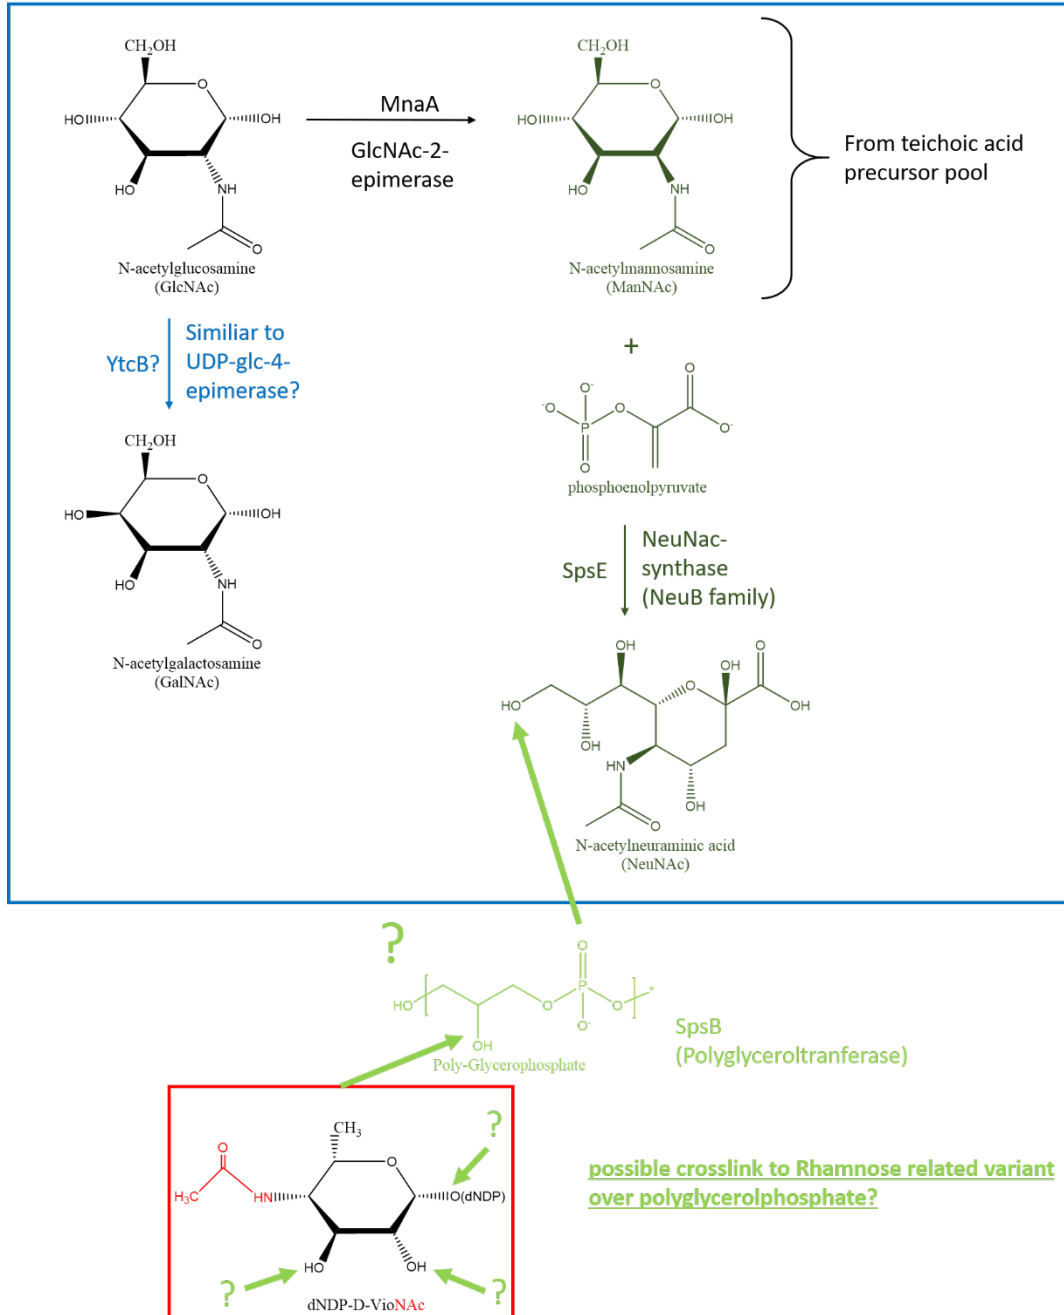 CH2OH
O
HO
OH
HO
NH
O
N-acetylglucosamine
(GlcNAc)
MnaA
GlcNAc-2-
epimerase
CH2OH
O
HO
OH
HO
NH
O
N-acetylmannosamine
(ManNAc)
From teichoic acid
precursor pool
YtcB?
Similiar to
UDP-glc-4-
epimerase?
+
O-
-O
P
O
O
O
O-
phosphoenolpyruvate
CH2OH
O
HO
OH
HO
NH
O
N-acetylgalactosamine
(GalNAc)
SpsE
NeuNac-
synthase
(NeuB family)
OH
OH
O
HO
O
OH
OH
HN
OH
O
N-acetylneuraminic acid
(NeuNAc)
?
O
HO
O
P
O
*
O-
OH
Poly-Glycerophosphate
SpsB
(Polyglyceroltranferase)
?
CH3
O
O
H3C
HN
O(dNDP)
HO
OH
?
?
dNDP-D-VioNAc
possible crosslink to Rhamnose related variant
over polyglycerolphosphate?